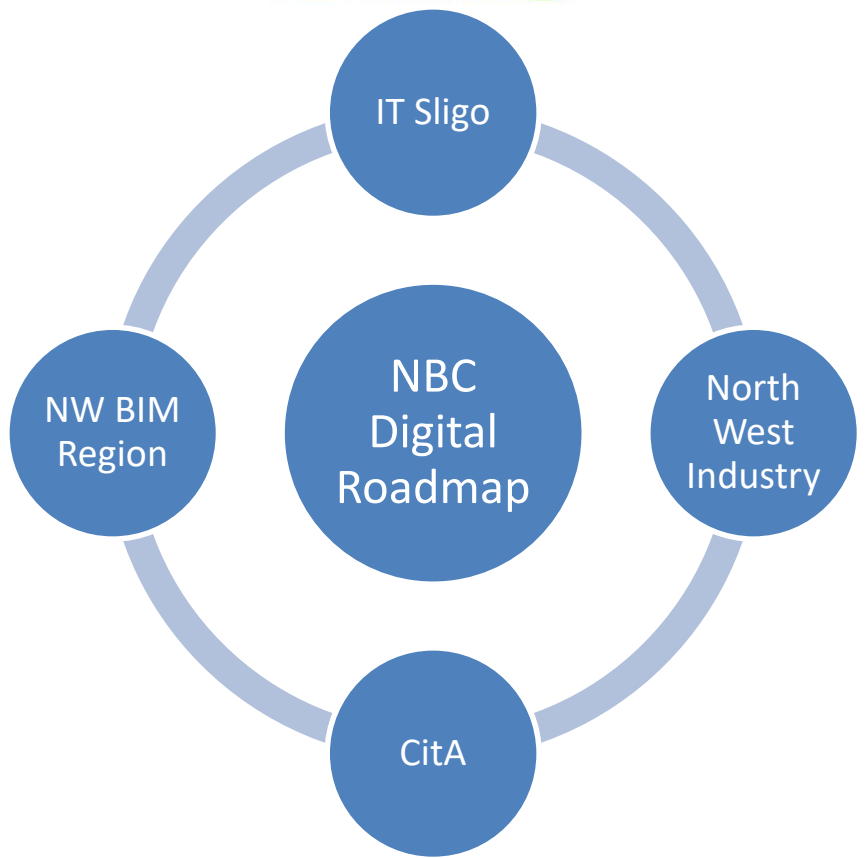 IT Sligo
NW BIM
Region
NBC
Digital
Roadmap
North
West
Industry
CitA